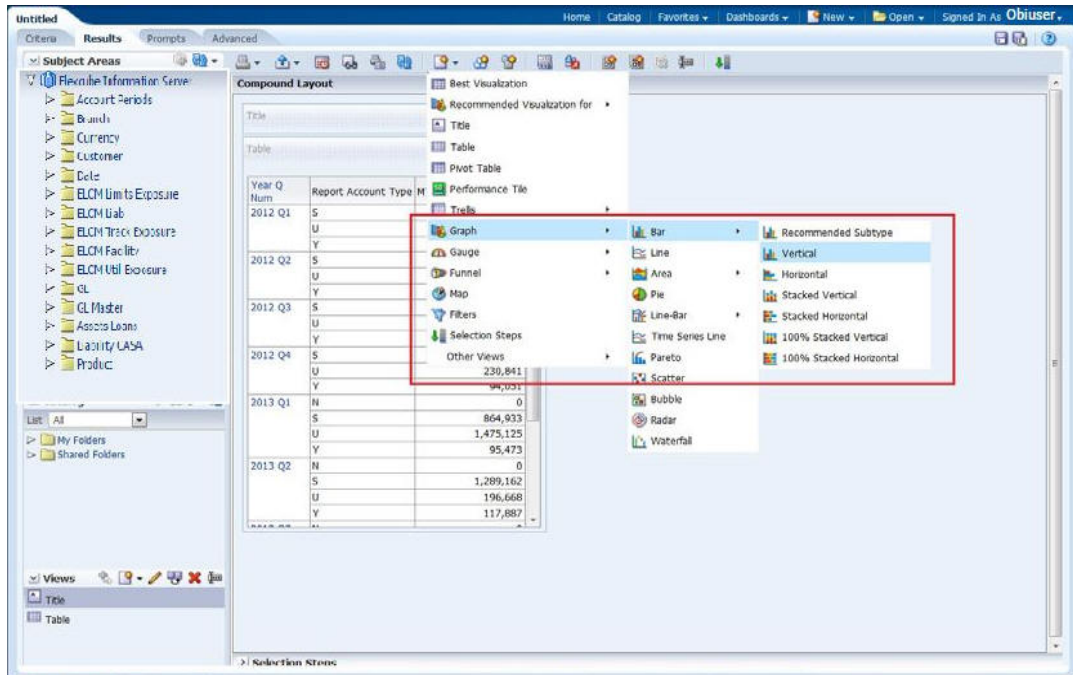 Untitled
Home Catalog Favorites Dashboards New Open Signed In As Obiuser
Criteria Results Prompts Advanced
Subject Areas
Flexcube Information Server
Account Periods
Branch
Currency
Customer
Date
ELCM Limits Exposure
ELCM Liab
ELCM Track Exposure
ELCM Facility
ELCM Util Exposure
GL
GL Master
Assets Loans
Liability CASA
Product
List All
My Folders
Shared Folders
Views
Title
Table
Compound Layout
Title
Table
Year Q Num Report Account Type
2012 Q1 S
U
Y
2012 Q2 S
U
Y
2012 Q3 S
U
Y
2012 Q4 S
U 230,841
Y 94,051
2013 Q1 N 0
S 864,933
U 1,475,125
Y 95,473
2013 Q2 N 0
S 1,289,162
U 196,668
Y 117,887
Selection Steps
Best Visualization
Recommended Visualization for
Title
Table
Pivot Table
Performance Tile
Trellis
Graph
Gauge
Funnel
Map
Filters
Selection Steps
Other Views
Bar
Line
Area
Pie
Line-Bar
Time Series Line
Pareto
Scatter
Bubble
Radar
Waterfall
Recommended Subtype
Vertical
Horizontal
Stacked Vertical
Stacked Horizontal
100% Stacked Vertical
100% Stacked Horizontal